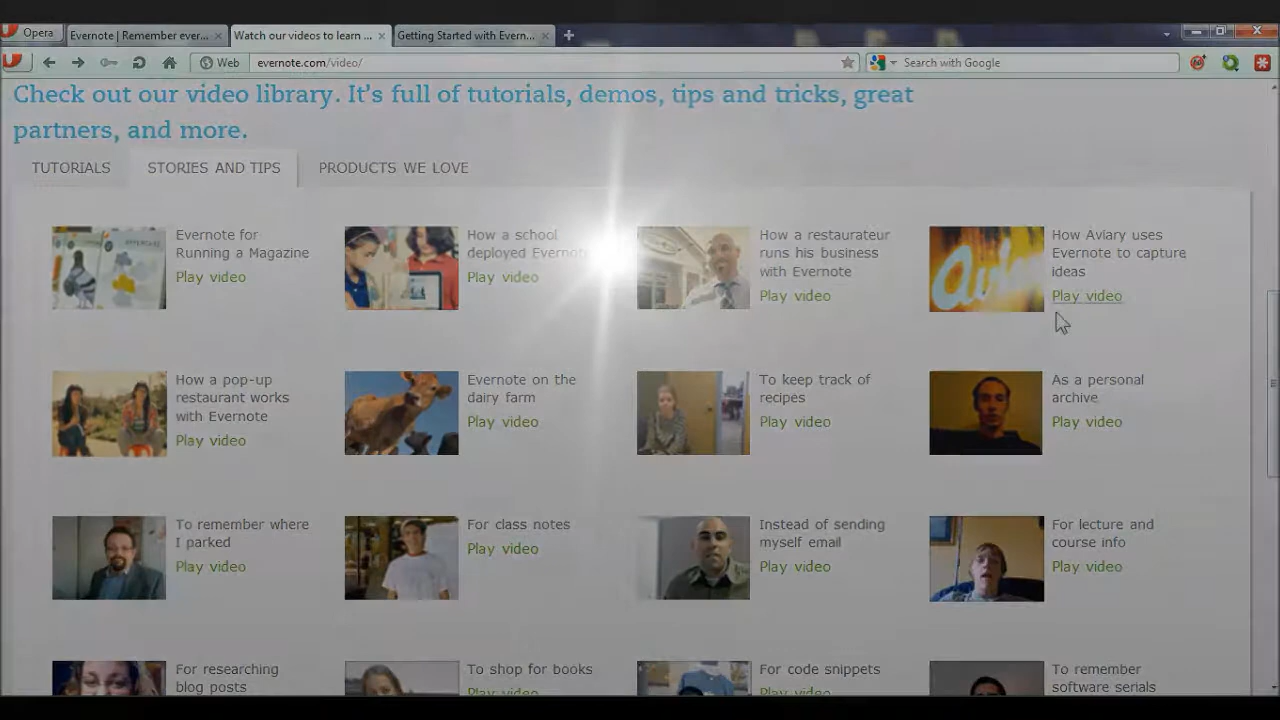 Opera
Evernote | Remember ever...
Watch our videos to learn ...
Getting Started with Evern...
Web
evernote.com/video/
Search with Google
Check out our video library. It's full of tutorials, demos, tips and tricks, great
partners, and more.
TUTORIALS
STORIES AND TIPS
PRODUCTS WE LOVE
Evernote for
Running a Magazine
Play video
How a school
deployed Evernote
Play video
How a restaurateur
runs his business
with Evernote
Play video
How Aviary uses
Evernote to capture
ideas
Play video
How a pop-up
restaurant works
with Evernote
Play video
Evernote on the
dairy farm
Play video
To keep track of
recipes
Play video
As a personal
archive
Play video
To remember where
I parked
Play video
For class notes
Play video
Instead of sending
myself email
Play video
For lecture and
course info
Play video
For researching
blog posts
To shop for books
Play video
For code snippets
Play video
To remember
software serials